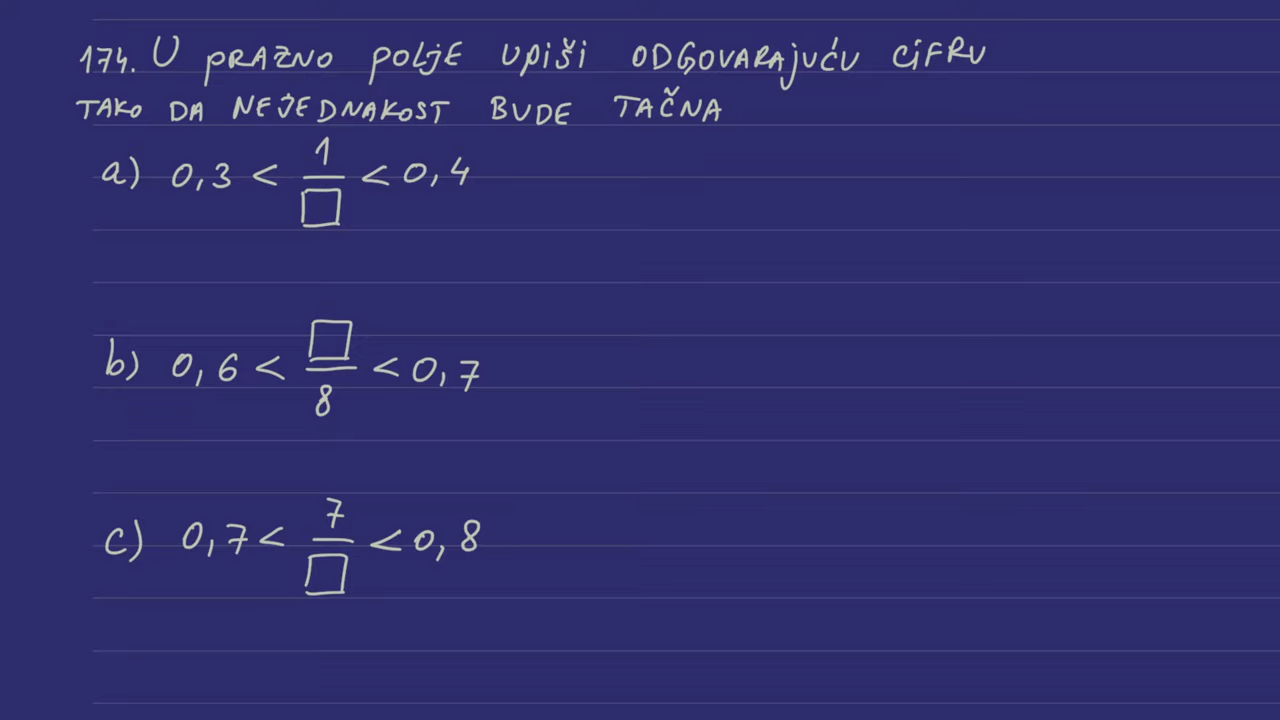 174. U PRAZNO POLJE UPIŠI ODGOVARAJUĆU CIFRU
TAKO DA NEJEDNAKOST BUDE TAČNA
a) 0,3 < 1/□ < 0,4
b) 0,6 < □/8 < 0,7
c) 0,7 < 7/□ < 0,8